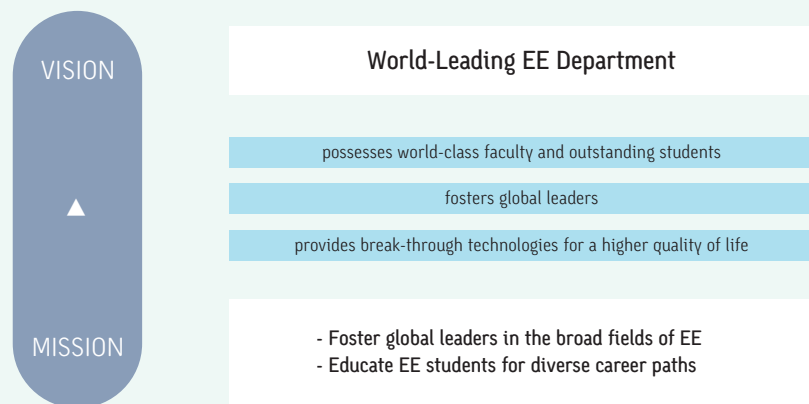 VISION
World-Leading EE Department
possesses world-class faculty and outstanding students
fosters global leaders
provides break-through technologies for a higher quality of life
MISSION
- Foster global leaders in the broad fields of EE
- Educate EE students for diverse career paths